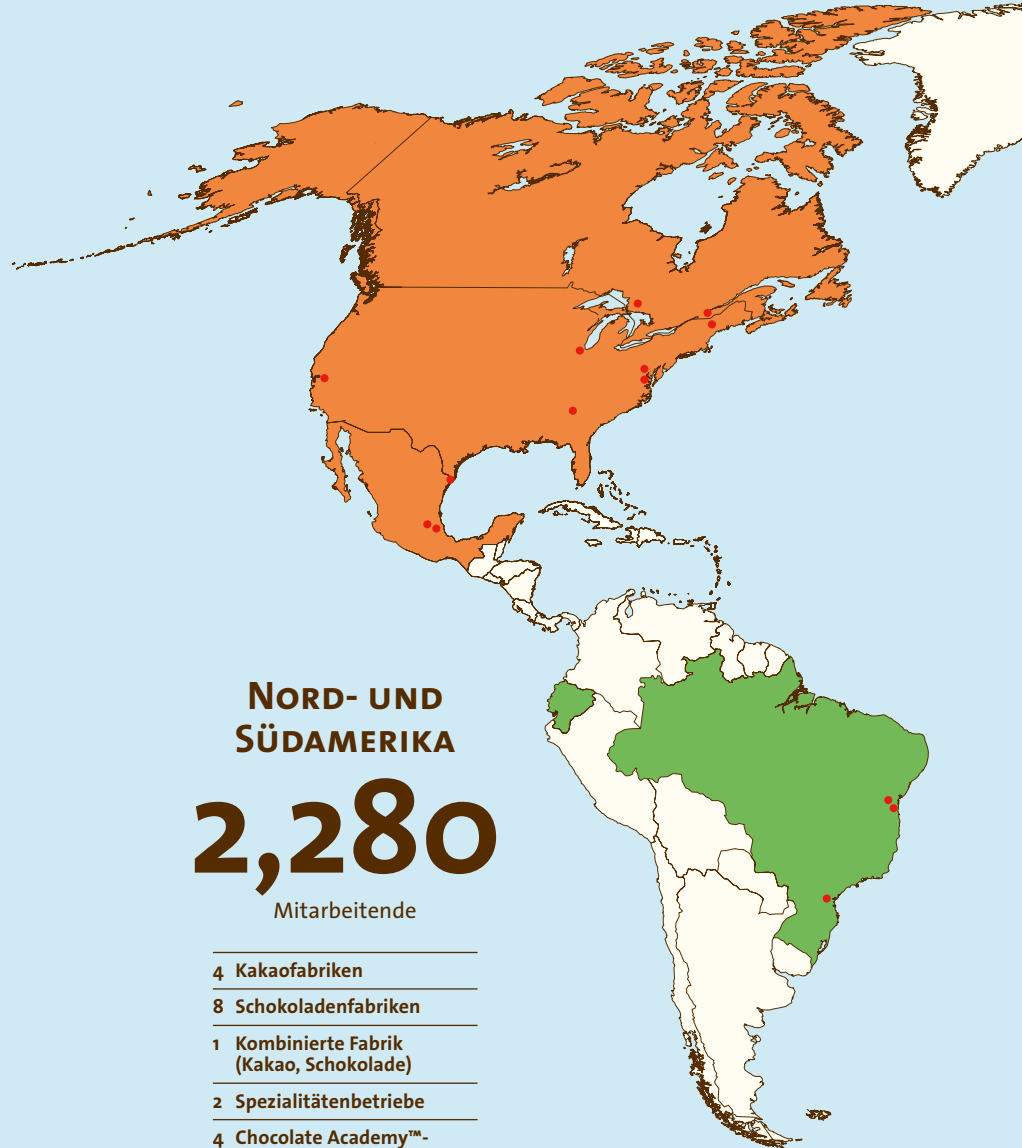 Nord- und
Südamerika
2,280
Mitarbeitende
4 Kakaofabriken
8 Schokoladenfabriken
1 Kombinierte Fabrik
(Kakao, Schokolade)
2 Spezialitätenbetriebe
4 Chocolate Academy™-